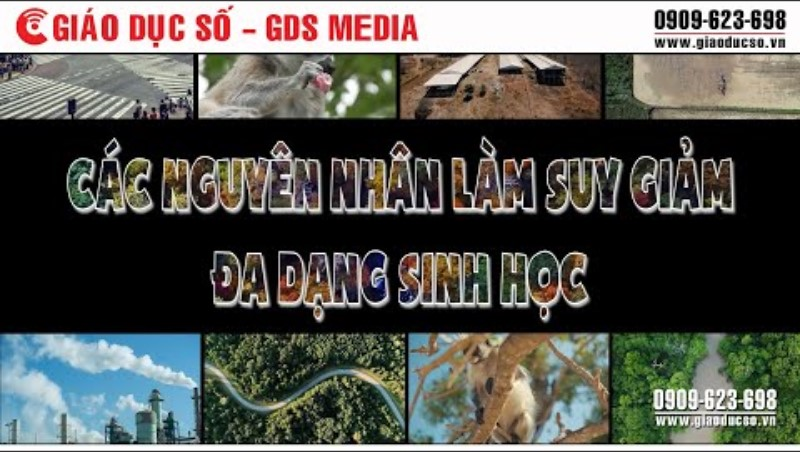 GIÁO DỤC SỐ - GDS MEDIA
0909-623-698
www.giaoducso.vn
CÁC NGUYÊN NHÂN LÀM SUY GIẢM
ĐA DẠNG SINH HỌC
0909-623-698
www.giaoducso.vn